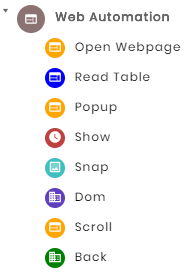 Web Automation
Open Webpage
Read Table
Popup
Show
Snap
Dom
Scroll
Back